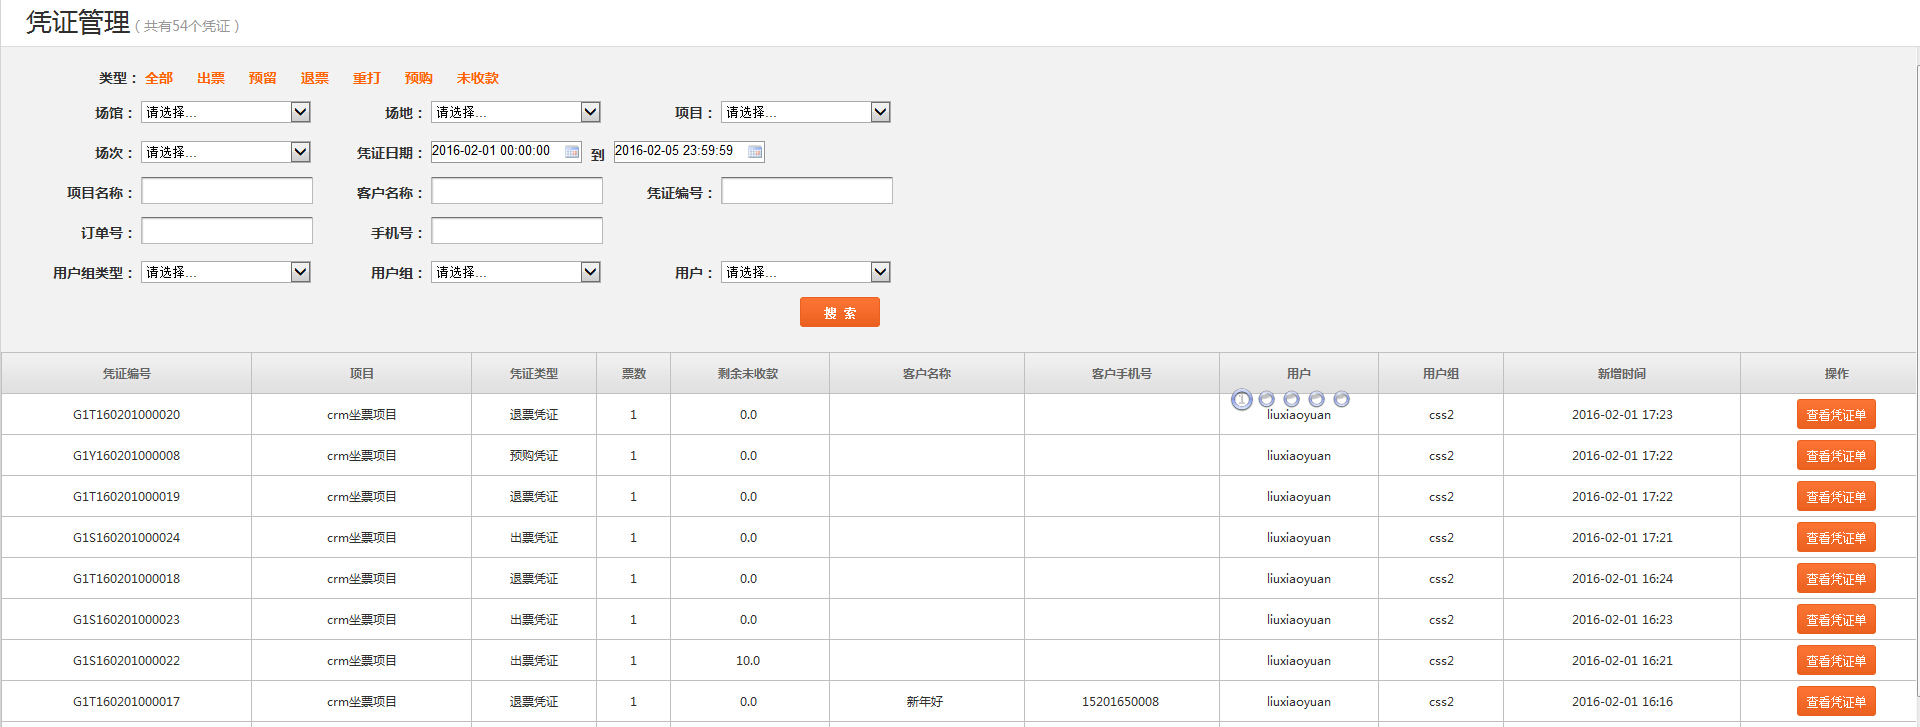 凭证管理 ( 共有54个凭证 )
类型： 全部 出票 预留 退票 重打 预购 未收款
场馆： 请选择... 场地： 请选择... 项目： 请选择...
场次： 请选择... 凭证日期： 2016-02-01 00:00:00 到 2016-02-05 23:59:59
项目名称： 客户名称： 凭证编号：
订单号： 手机号：
用户组类型： 请选择... 用户组： 请选择... 用户： 请选择...
搜 索
凭证编号 项目 凭证类型 票数 剩余未收款 客户名称 客户手机号 用户 用户组 新增时间 操作
1
G1T160201000020 crm坐票项目 退票凭证 1 0.0 liuxiaoyuan css2 2016-02-01 17:23 查看凭证单
G1Y160201000008 crm坐票项目 预购凭证 1 0.0 liuxiaoyuan css2 2016-02-01 17:22 查看凭证单
G1T160201000019 crm坐票项目 退票凭证 1 0.0 liuxiaoyuan css2 2016-02-01 17:22 查看凭证单
G1S160201000024 crm坐票项目 出票凭证 1 0.0 liuxiaoyuan css2 2016-02-01 17:21 查看凭证单
G1T160201000018 crm坐票项目 退票凭证 1 0.0 liuxiaoyuan css2 2016-02-01 16:24 查看凭证单
G1S160201000023 crm坐票项目 出票凭证 1 0.0 liuxiaoyuan css2 2016-02-01 16:23 查看凭证单
G1S160201000022 crm坐票项目 出票凭证 1 10.0 liuxiaoyuan css2 2016-02-01 16:21 查看凭证单
G1T160201000017 crm坐票项目 退票凭证 1 0.0 新年好 15201650008 liuxiaoyuan css2 2016-02-01 16:16 查看凭证单